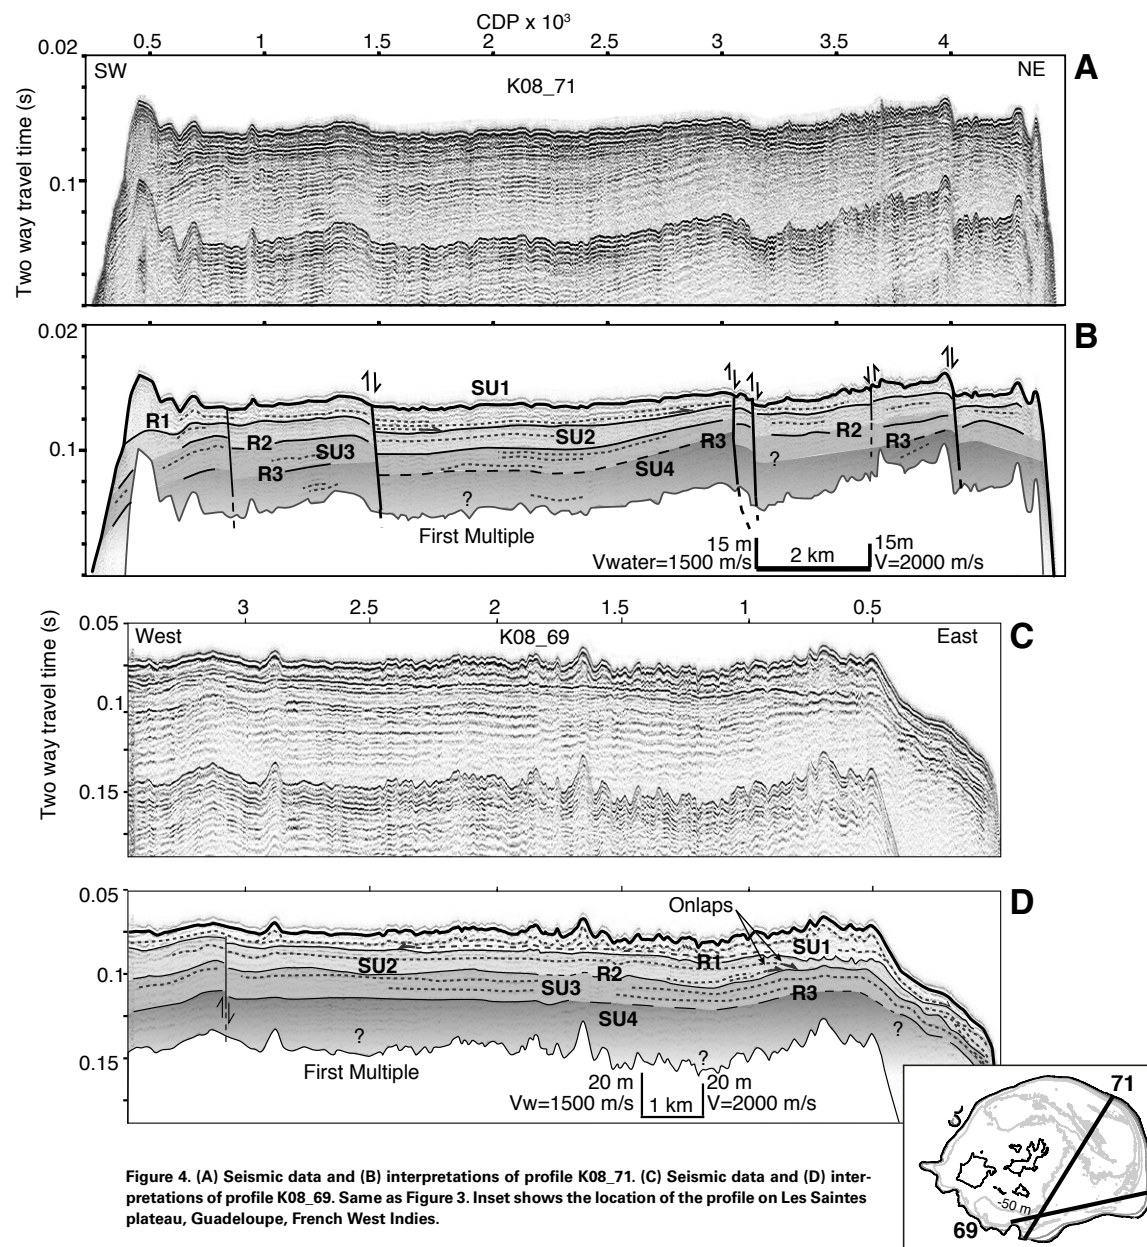 CDP x 10³
0.5 1 1.5 2 2.5 3 3.5 4
0.02
SW
K08_71
NE
A
Two way travel time (s)
0.1
0.02
B
SU1
R1
R2
SU3
R3
SU2
SU4
R3
R2
R3
?
?
0.1
First Multiple
15 m
Vwater=1500 m/s
2 km
15m
V=2000 m/s
3 2.5 2 1.5 1 0.5
0.05
West
K08_69
East
C
Two way travel time (s)
0.1
0.15
0.05
D
Onlaps
SU1
SU2
R2
R1
0.1
SU3
R3
SU4
?
?
?
0.15
First Multiple
20 m
Vw=1500 m/s
1 km
20 m
V=2000 m/s
71
-50 m
69
Figure 4. (A) Seismic data and (B) interpretations of profile K08_71. (C) Seismic data and (D) inter-
pretations of profile K08_69. Same as Figure 3. Inset shows the location of the profile on Les Saintes
plateau, Guadeloupe, French West Indies.